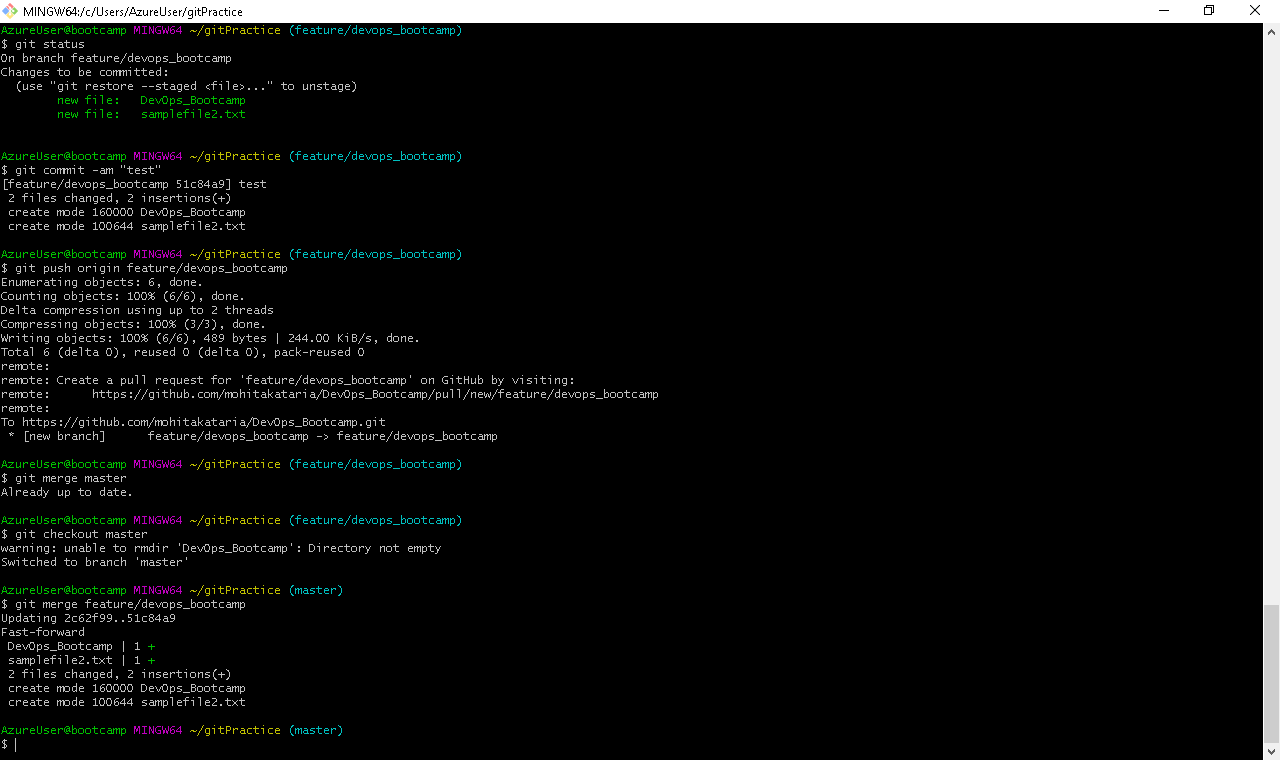 MINGW64:/c/Users/AzureUser/gitPractice
AzureUser@bootcamp MINGW64 ~/gitPractice (feature/devops_bootcamp)
$ git status
On branch feature/devops_bootcamp
Changes to be committed:
  (use "git restore --staged <file>..." to unstage)
        new file:   DevOps_Bootcamp
        new file:   samplefile2.txt
AzureUser@bootcamp MINGW64 ~/gitPractice (feature/devops_bootcamp)
$ git commit -am "test"
[feature/devops_bootcamp 51c84a9] test
 2 files changed, 2 insertions(+)
 create mode 160000 DevOps_Bootcamp
 create mode 100644 samplefile2.txt
AzureUser@bootcamp MINGW64 ~/gitPractice (feature/devops_bootcamp)
$ git push origin feature/devops_bootcamp
Enumerating objects: 6, done.
Counting objects: 100% (6/6), done.
Delta compression using up to 2 threads
Compressing objects: 100% (3/3), done.
Writing objects: 100% (6/6), 489 bytes | 244.00 KiB/s, done.
Total 6 (delta 0), reused 0 (delta 0), pack-reused 0
remote:
remote: Create a pull request for 'feature/devops_bootcamp' on GitHub by visiting:
remote:      https://github.com/mohitakataria/DevOps_Bootcamp/pull/new/feature/devops_bootcamp
remote:
To https://github.com/mohitakataria/DevOps_Bootcamp.git
 * [new branch]      feature/devops_bootcamp -> feature/devops_bootcamp
AzureUser@bootcamp MINGW64 ~/gitPractice (feature/devops_bootcamp)
$ git merge master
Already up to date.
AzureUser@bootcamp MINGW64 ~/gitPractice (feature/devops_bootcamp)
$ git checkout master
warning: unable to rmdir 'DevOps_Bootcamp': Directory not empty
Switched to branch 'master'
AzureUser@bootcamp MINGW64 ~/gitPractice (master)
$ git merge feature/devops_bootcamp
Updating 2c62f99..51c84a9
Fast-forward
 DevOps_Bootcamp | 1 +
 samplefile2.txt | 1 +
 2 files changed, 2 insertions(+)
 create mode 160000 DevOps_Bootcamp
 create mode 100644 samplefile2.txt
AzureUser@bootcamp MINGW64 ~/gitPractice (master)
$